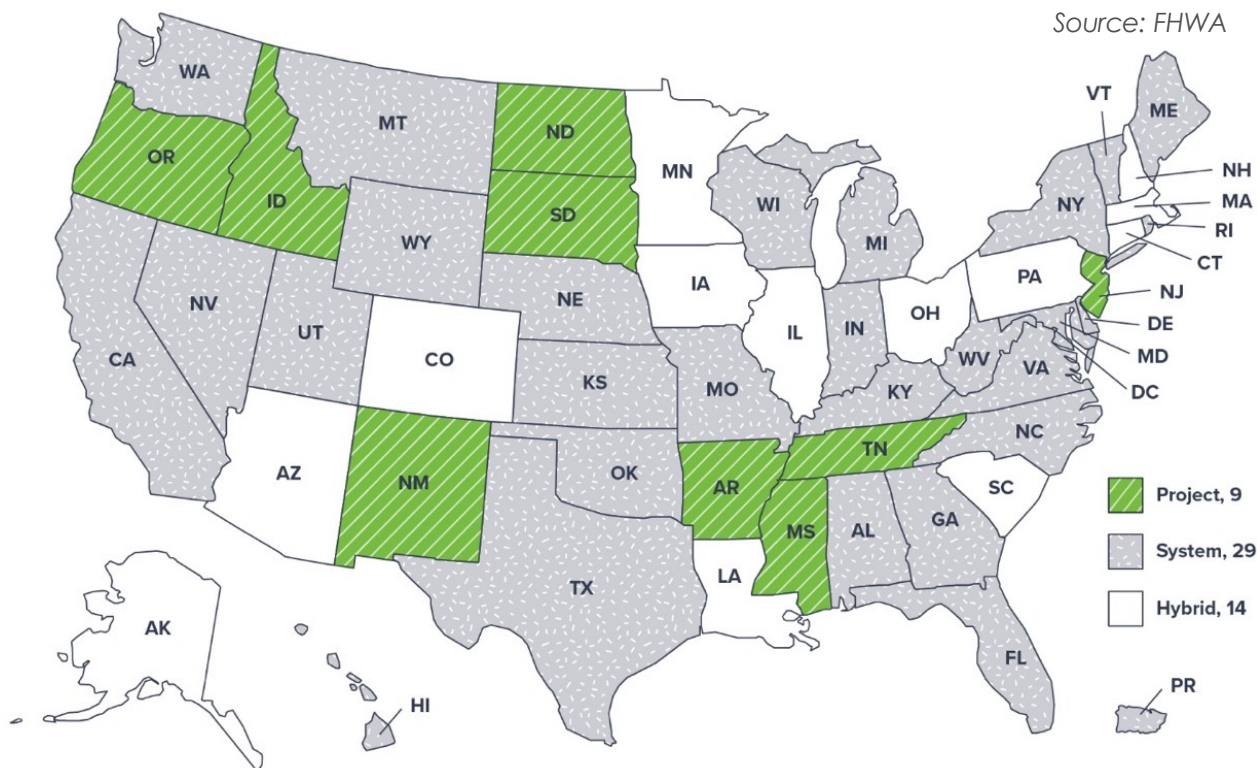 Source: FHWA
WA
MT
ND
MN
OR
ID
SD
WY
WI
MI
VT
ME
NH
MA
NY
RI
CT
NJ
PA
DE
MD
DC
IA
NE
NV
UT
CO
CA
IL
IN
OH
WV
VA
KS
MO
KY
NC
AZ
NM
OK
AR
TN
SC
MS
AL
GA
LA
TX
FL
AK
HI
PR
Project, 9
System, 29
Hybrid, 14